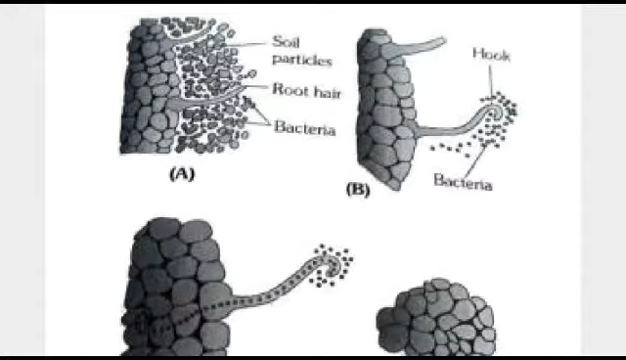 Soil
particles
Root hair
Bacteria
(A)
Hook
Bacteria
(B)